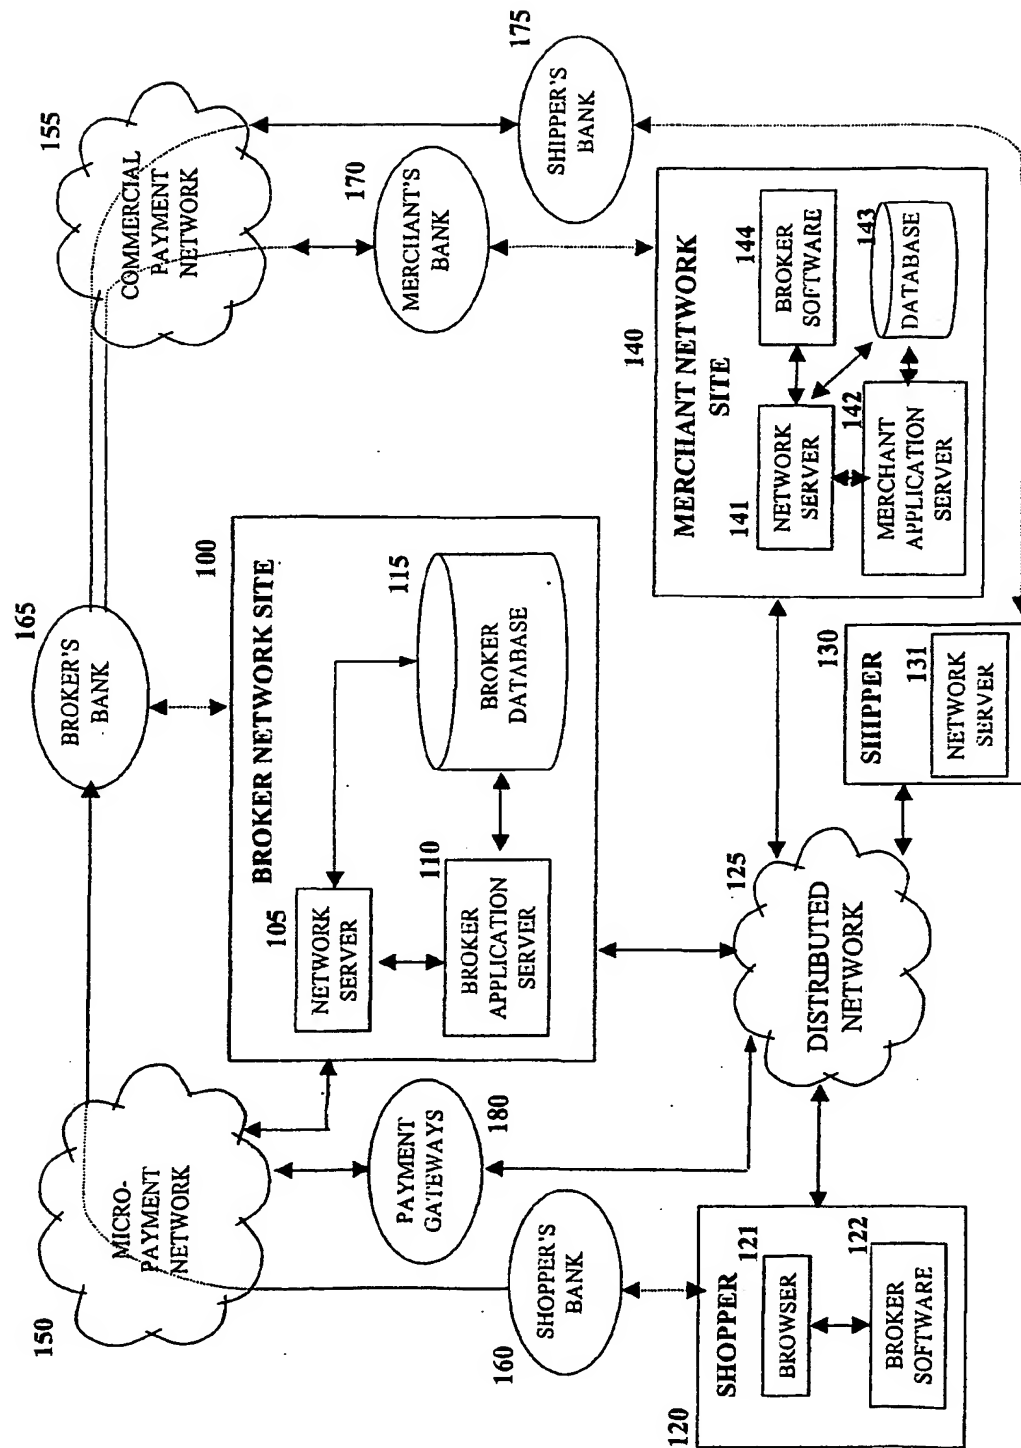 150
MICRO-
PAYMENT
NETWORK
165
BROKER'S
BANK
155
COMMERCIAL
PAYMENT
NETWORK
160
SHOPPER'S
BANK
180
PAYMENT
GATEWAYS
100
BROKER NETWORK SITE
105
NETWORK
SERVER
110
BROKER
APPLICATION
SERVER
115
BROKER
DATABASE
170
MERCHANT'S
BANK
175
SHIPPER'S
BANK
120
SHOPPER
121
BROWSER
122
BROKER
SOFTWARE
125
DISTRIBUTED
NETWORK
130
SHIPPER
131
NETWORK
SERVER
140
MERCHANT NETWORK
SITE
141
NETWORK
SERVER
144
BROKER
SOFTWARE
142
MERCHANT
APPLICATION
SERVER
143
DATABASE